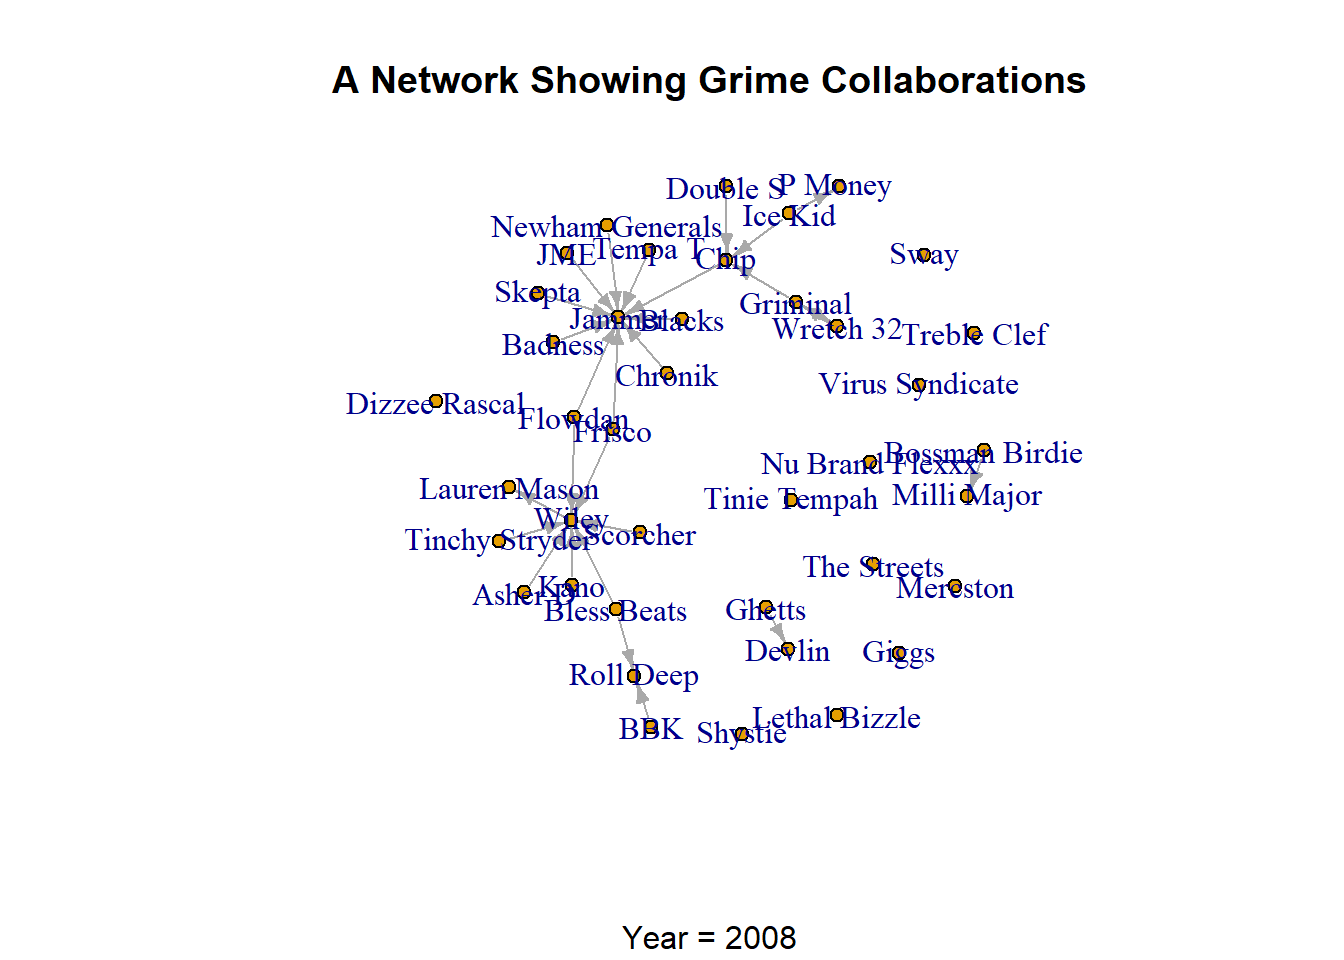 A Network Showing Grime Collaborations
Double S
P Money
Ice Kid
Newham Generals
Tempa T
JME
Chip
Sway
Skepta
Griminal
Jammer
Blacks
Wretch 32
Treble Clef
Badness
Chronik
Virus Syndicate
Dizzee Rascal
Flowdan
Frisco
Bossman Birdie
Nu Brand Flexxx
Lauren Mason
Tinie Tempah
Milli Major
Wiley
Scorcher
Tinchy Stryder
The Streets
Kano
Mereston
Asher D
Bless Beats
Ghetts
Devlin
Giggs
Roll Deep
Lethal Bizzle
BBK
Shystie
Year = 2008